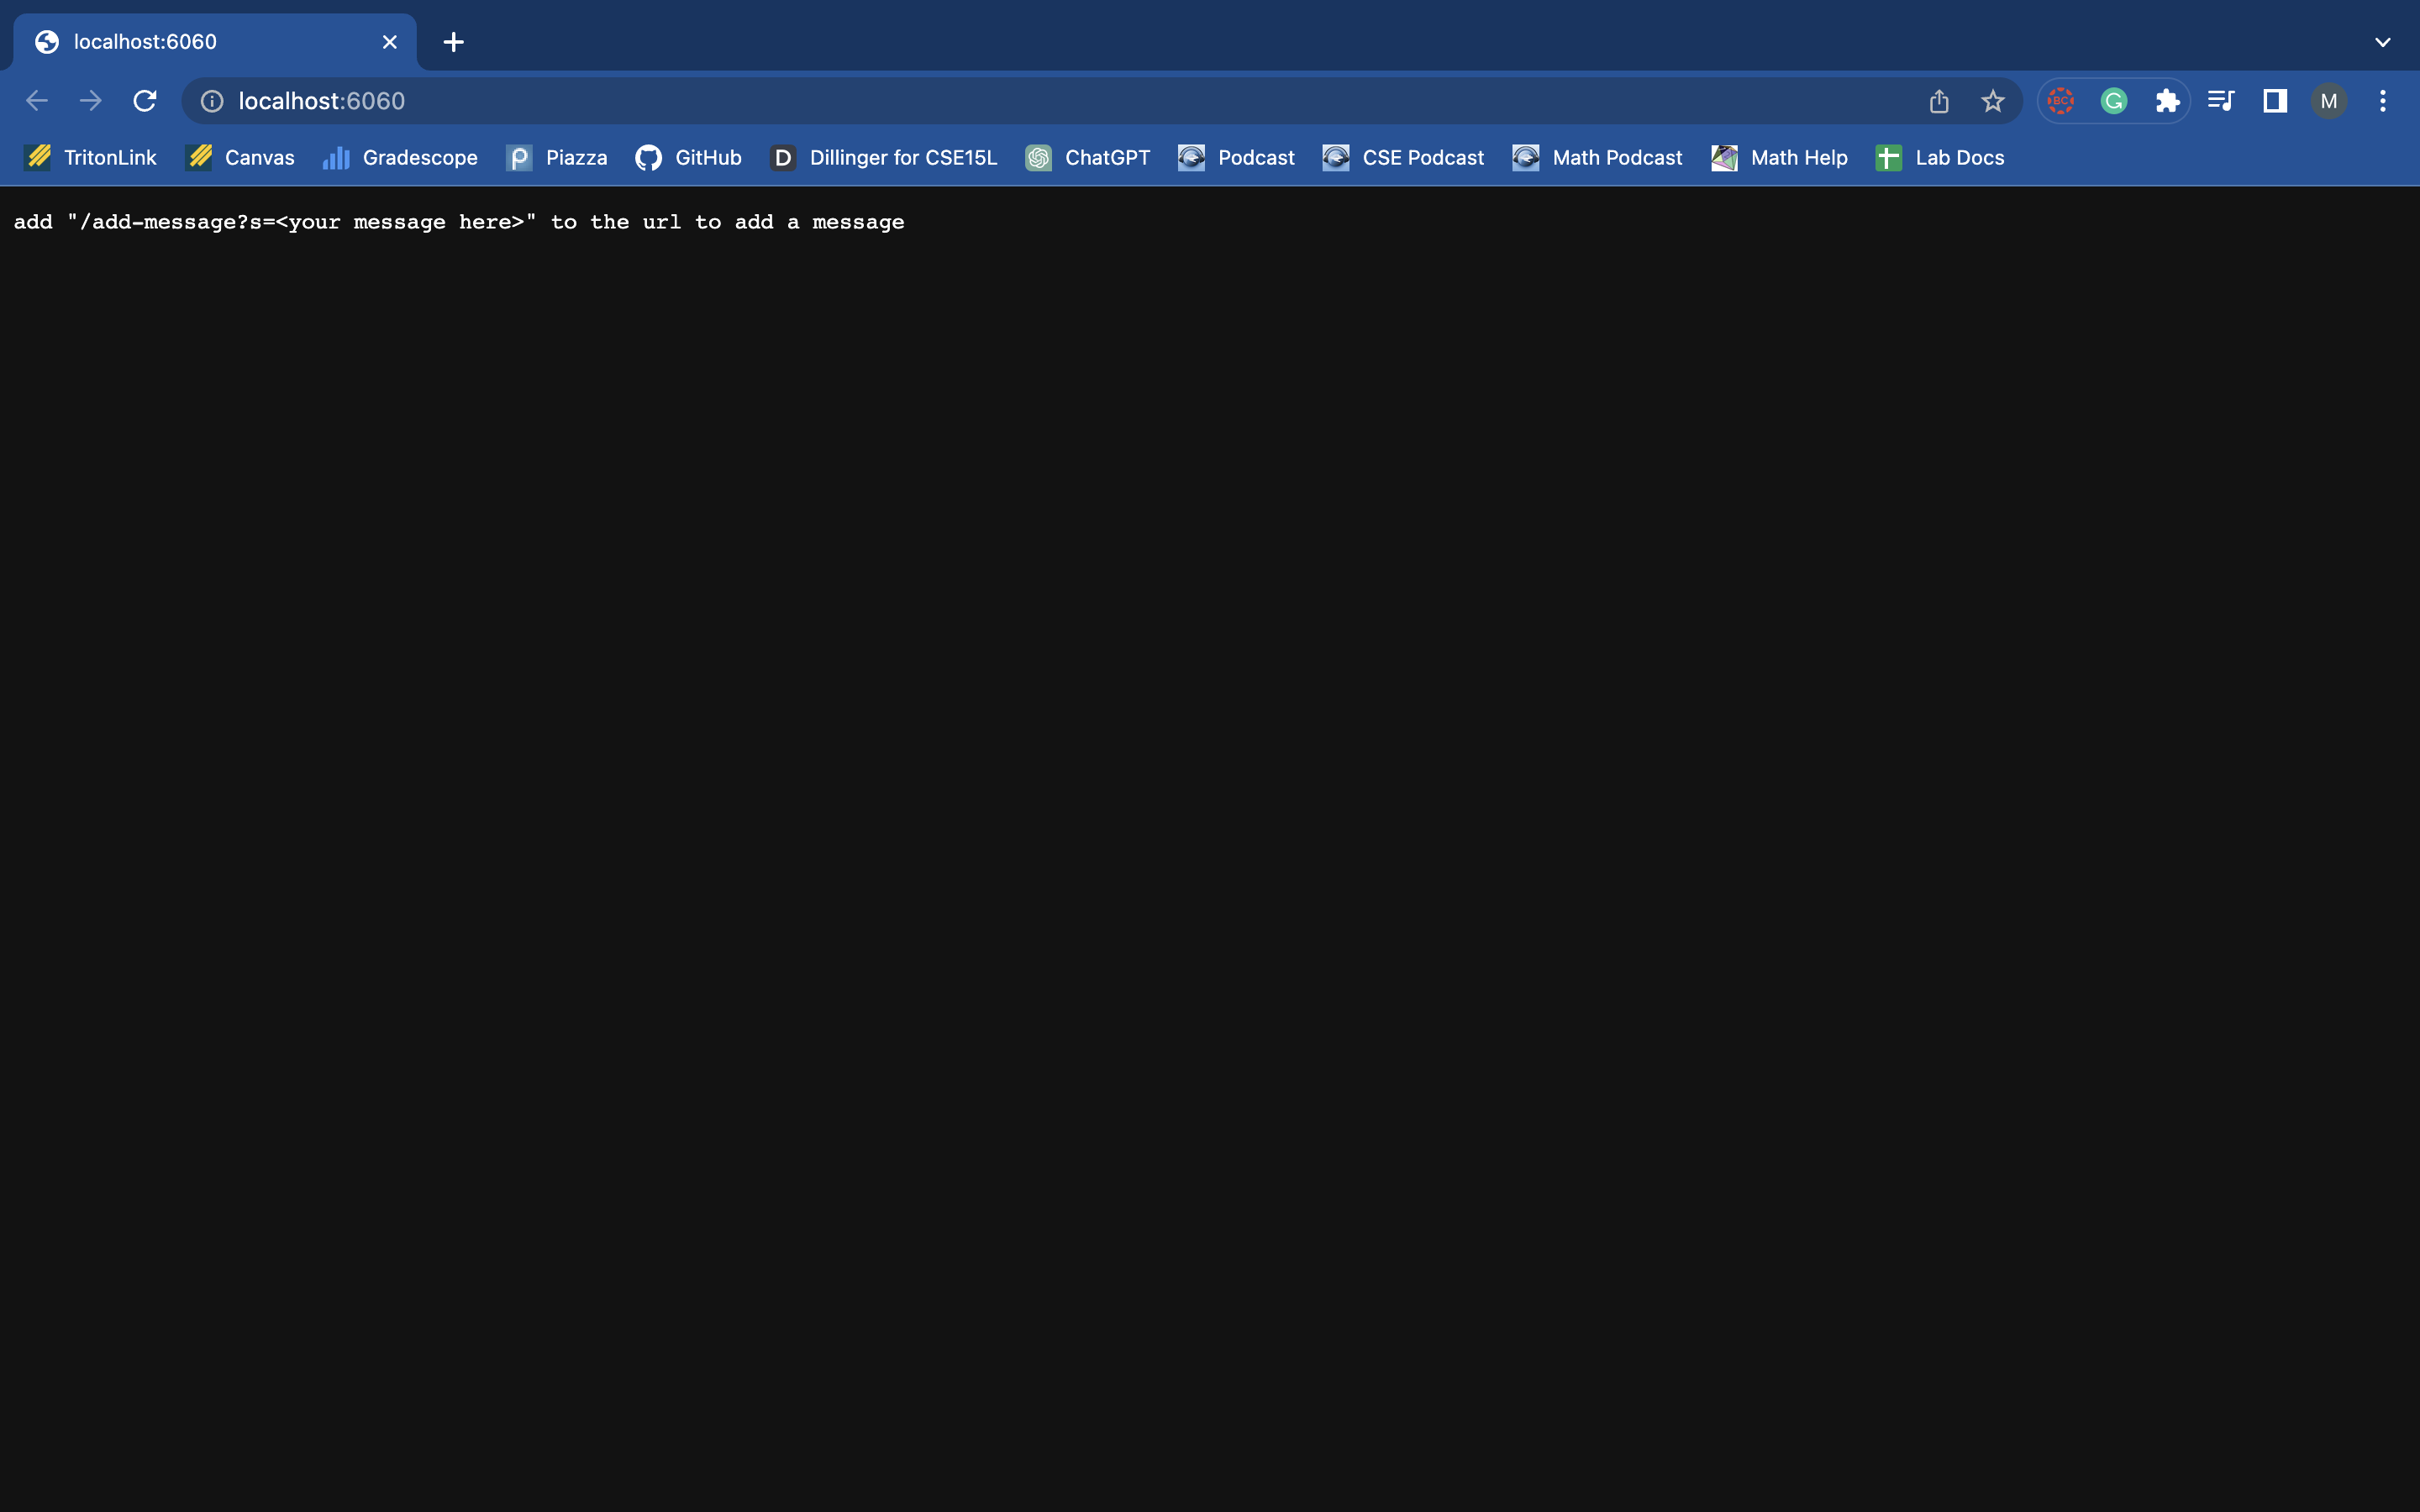 localhost:6060
localhost:6060
BC G M
TritonLink Canvas Gradescope Piazza GitHub D Dillinger for CSE15L ChatGPT Podcast CSE Podcast Math Podcast Math Help Lab Docs
add "/add-message?s=<your message here>" to the url to add a message